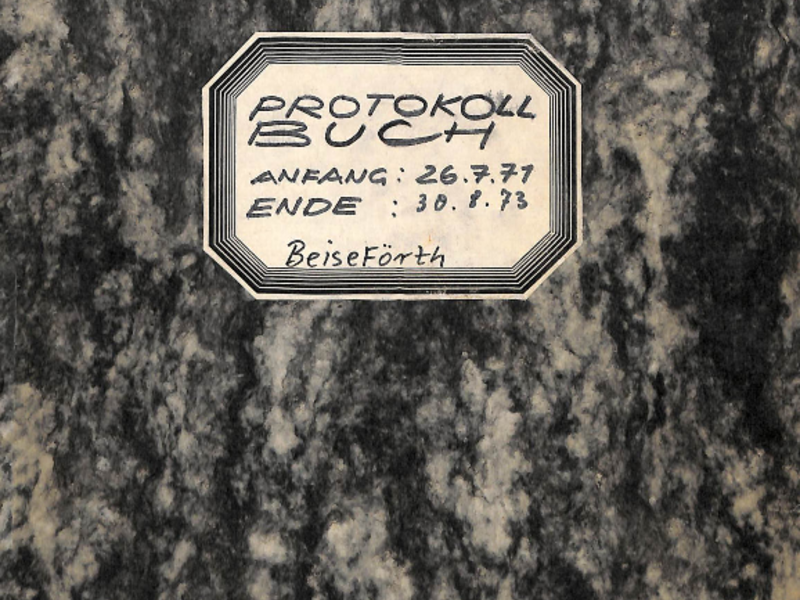 PROTOKOLL
BUCH
ANFANG: 26.7.71
ENDE : 30.8.73
BeiseFörth